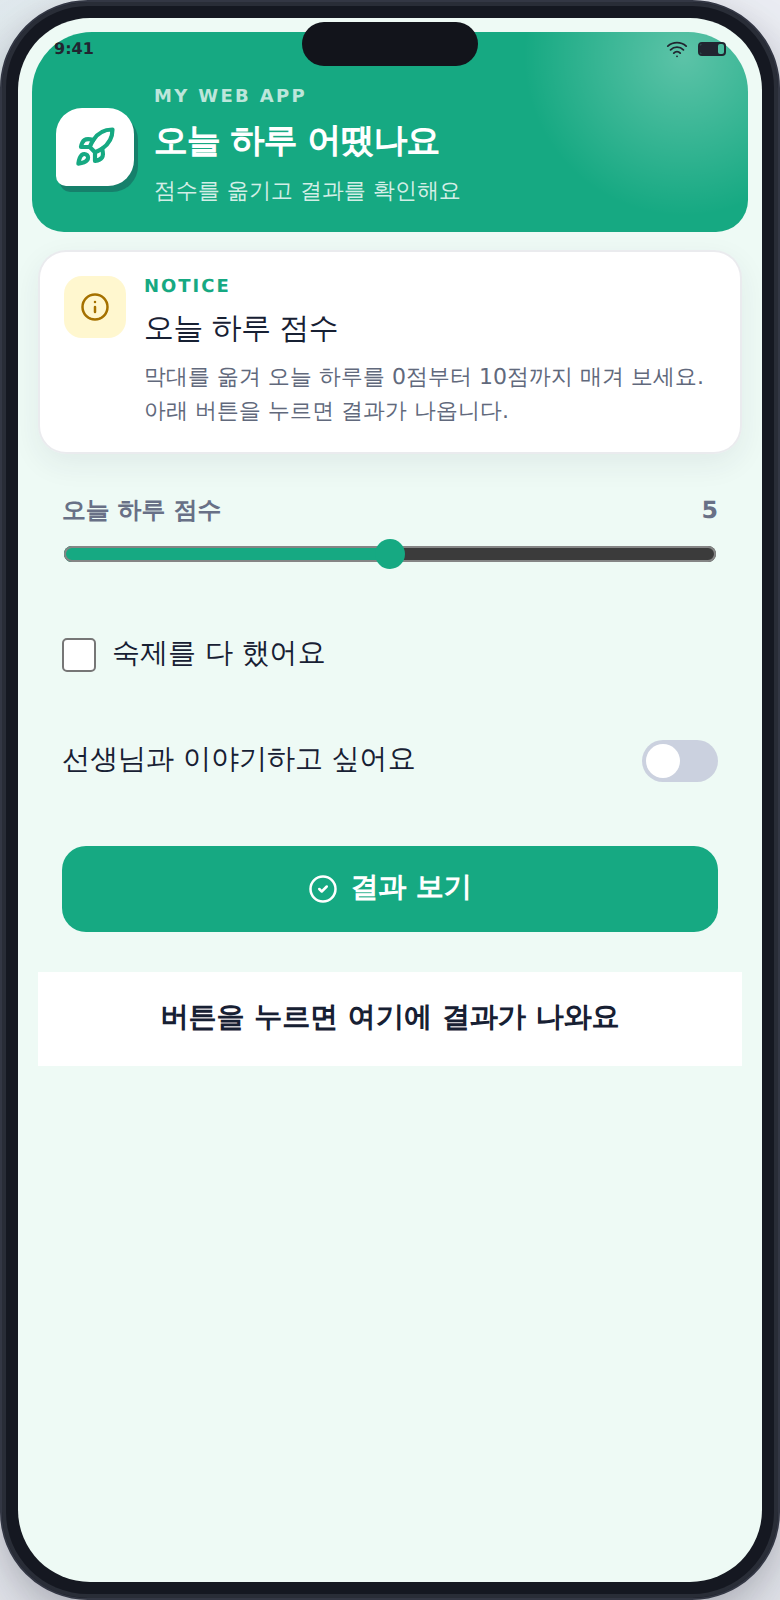 9:41
MY WEB APP
오늘 하루 어땠나요
점수를 옮기고 결과를 확인해요
NOTICE
오늘 하루 점수
막대를 옮겨 오늘 하루를 0점부터 10점까지 매겨 보세요.
아래 버튼을 누르면 결과가 나옵니다.
오늘 하루 점수 5
숙제를 다 했어요
선생님과 이야기하고 싶어요
결과 보기
버튼을 누르면 여기에 결과가 나와요